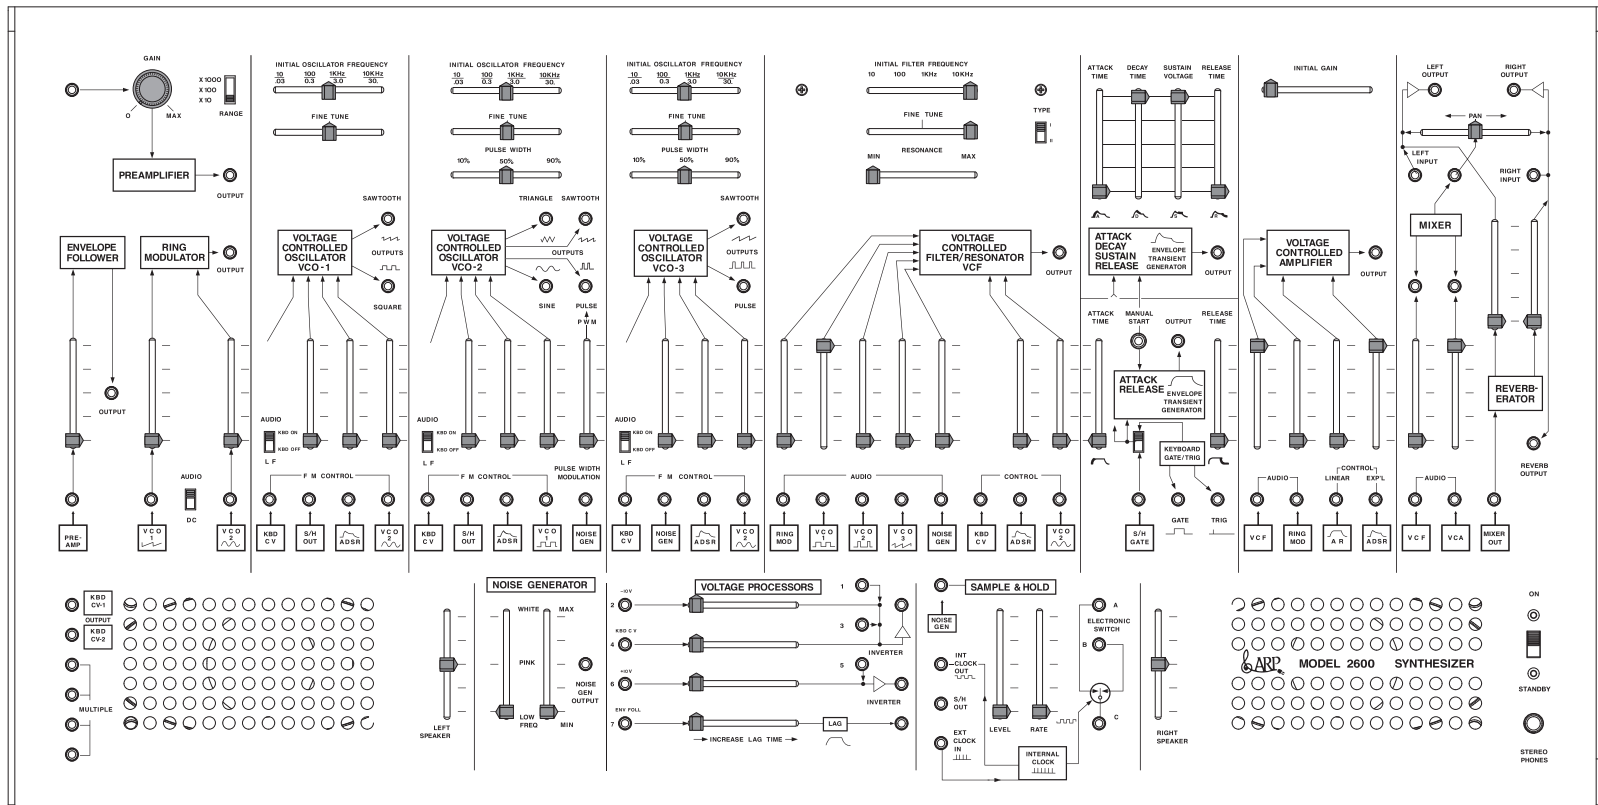 GAIN
X 1000
X 100
X 10
RANGE
O MAX
PREAMPLIFIER
OUTPUT
ENVELOPE
FOLLOWER
RING
MODULATOR
OUTPUT
OUTPUT
AUDIO
DC
PRE-
AMP
VCO
1
VCO
2
INITIAL OSCILLATOR FREQUENCY
10 100 1KHz 10KHz
.03 0.3 3.0 30.
FINE TUNE
SAWTOOTH
VOLTAGE
CONTROLLED
OSCILLATOR
VCO-1
OUTPUTS
SQUARE
AUDIO
KBD ON
KBD OFF
LF
FM CONTROL
KBD
CV
S/H
OUT
ADSR
VCO
2
INITIAL OSCILLATOR FREQUENCY
10 100 1KHz 10KHz
.03 0.3 3.0 30.
FINE TUNE
PULSE WIDTH
10% 50% 90%
TRIANGLE SAWTOOTH
VOLTAGE
CONTROLLED
OSCILLATOR
VCO-2
OUTPUTS
SINE PULSE
PWM
AUDIO
KBD ON
KBD OFF
LF
FM CONTROL
PULSE WIDTH
MODULATION
KBD
CV
S/H
OUT
ADSR
VCO
1
NOISE
GEN
INITIAL OSCILLATOR FREQUENCY
10 100 1KHz 10KHz
.03 0.3 3.0 30.
FINE TUNE
PULSE WIDTH
10% 50% 90%
SAWTOOTH
VOLTAGE
CONTROLLED
OSCILLATOR
VCO-3
OUTPUTS
PULSE
AUDIO
KBD ON
KBD OFF
LF
FM CONTROL
KBD
CV
NOISE
GEN
ADSR
VCO
2
INITIAL FILTER FREQUENCY
10 100 1KHz 10KHz
FINE TUNE
RESONANCE
MIN MAX
TYPE
I
II
VOLTAGE
CONTROLLED
FILTER/RESONATOR
VCF
OUTPUT
AUDIO
CONTROL
RING
MOD
VCO
1
VCO
2
VCO
3
NOISE
GEN
KBD
CV
ADSR
VCO
2
ATTACK
TIME
DECAY
TIME
SUSTAIN
VOLTAGE
RELEASE
TIME
ATTACK
DECAY
SUSTAIN
RELEASE
ENVELOPE
TRANSIENT
GENERATOR
OUTPUT
ATTACK
TIME
MANUAL
START
OUTPUT
RELEASE
TIME
ATTACK
RELEASE
ENVELOPE
TRANSIENT
GENERATOR
KEYBOARD
GATE/TRIG
S/H
GATE
GATE
TRIG
INITIAL GAIN
VOLTAGE
CONTROLLED
AMPLIFIER
OUTPUT
CONTROL
AUDIO LINEAR EXP'L
VCF
RING
MOD
AR
ADSR
LEFT
OUTPUT
RIGHT
OUTPUT
PAN
LEFT
INPUT
RIGHT
INPUT
MIXER
REVERB-
ERATOR
REVERB
OUTPUT
AUDIO
VCF
VCA
MIXER
OUT
KBD
CV-1
OUTPUT
KBD
CV-2
MULTIPLE
LEFT
SPEAKER
NOISE GENERATOR
WHITE MAX
PINK
LOW
FREQ
MIN
NOISE
GEN
OUTPUT
VOLTAGE PROCESSORS
1
-10V
2
3
KBD CV
4
INVERTER
5
+10V
6
INVERTER
ENV FOLL
7
LAG
INCREASE LAG TIME
SAMPLE & HOLD
NOISE
GEN
INT
CLOCK
OUT
S/H
OUT
EXT
CLOCK
IN
LEVEL RATE
INTERNAL
CLOCK
A
ELECTRONIC
SWITCH
B
C
RIGHT
SPEAKER
ARP MODEL 2600 SYNTHESIZER
ON
STANDBY
STEREO
PHONES